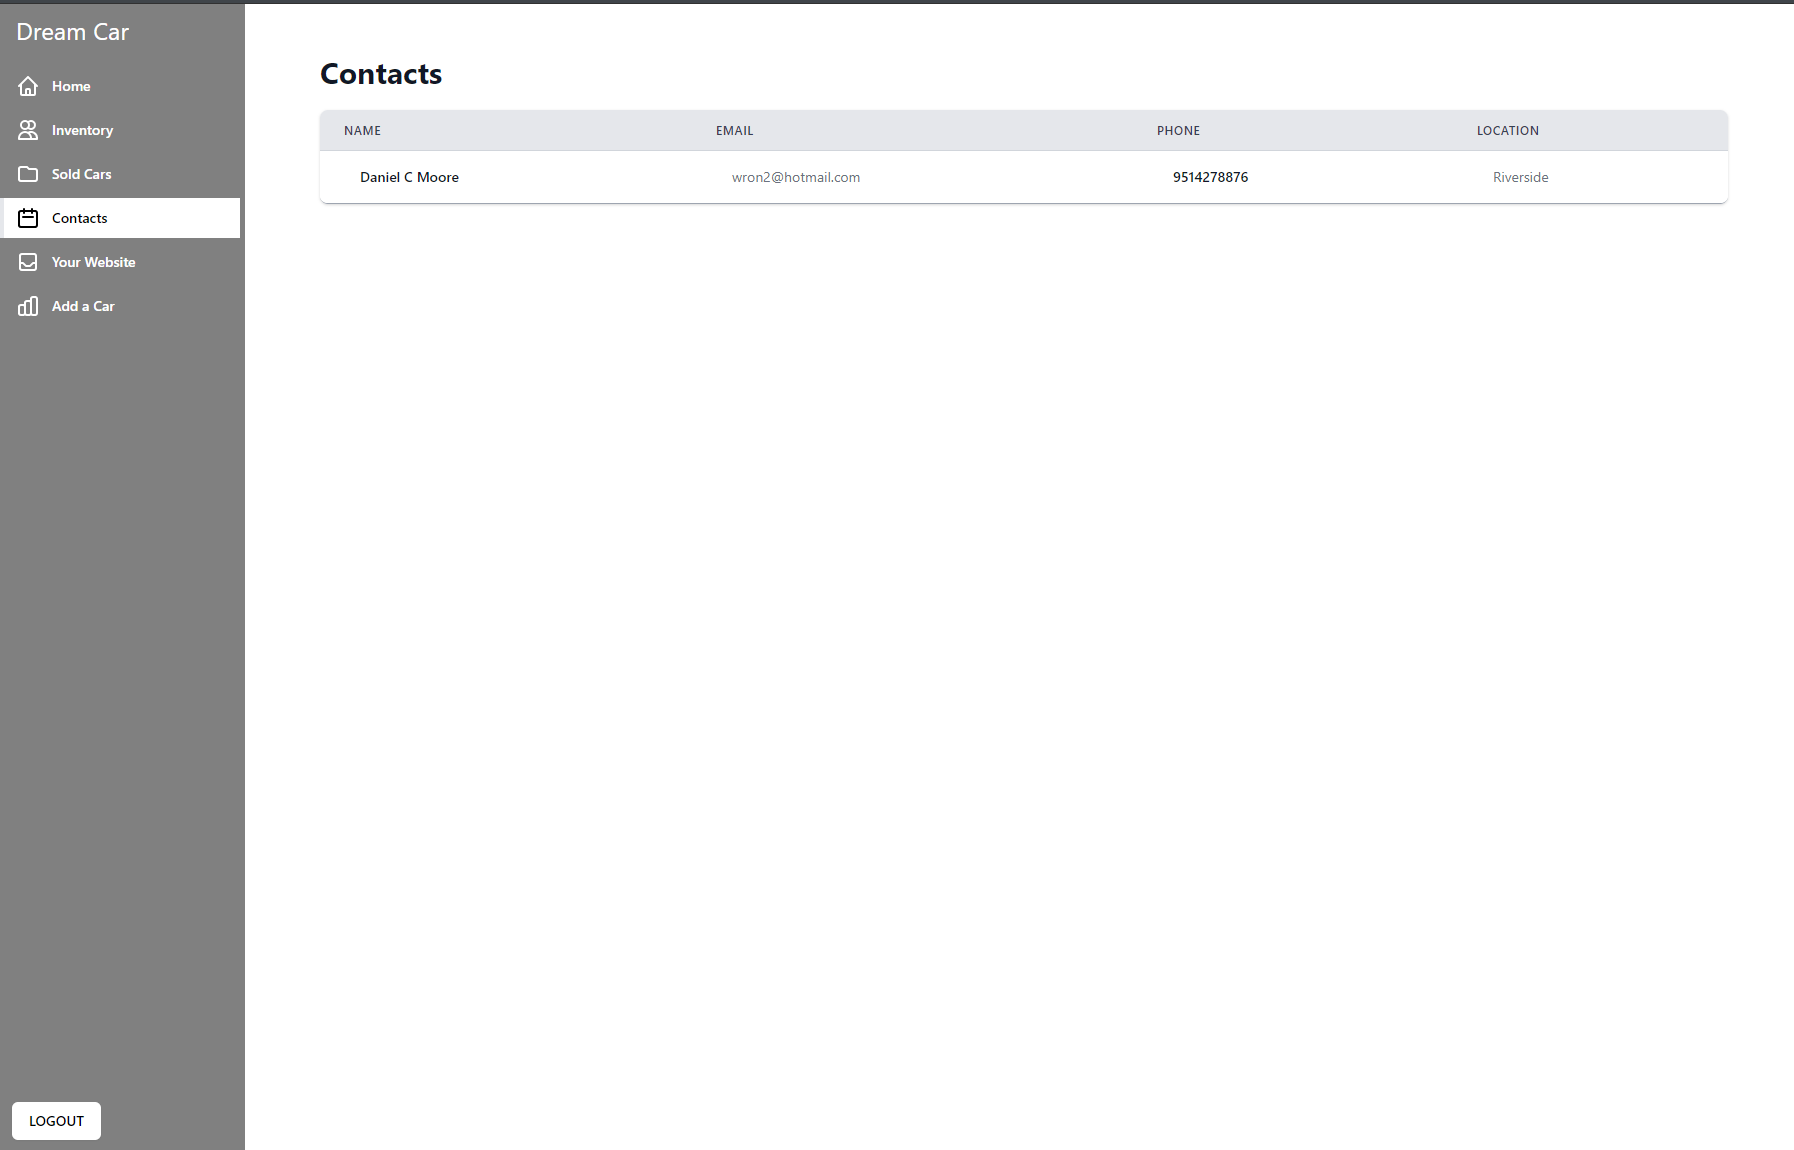 Dream Car
Home
Inventory
Sold Cars
Contacts
Your Website
Add a Car
LOGOUT
Contacts
NAME EMAIL PHONE LOCATION
Daniel C Moore wron2@hotmail.com 9514278876 Riverside